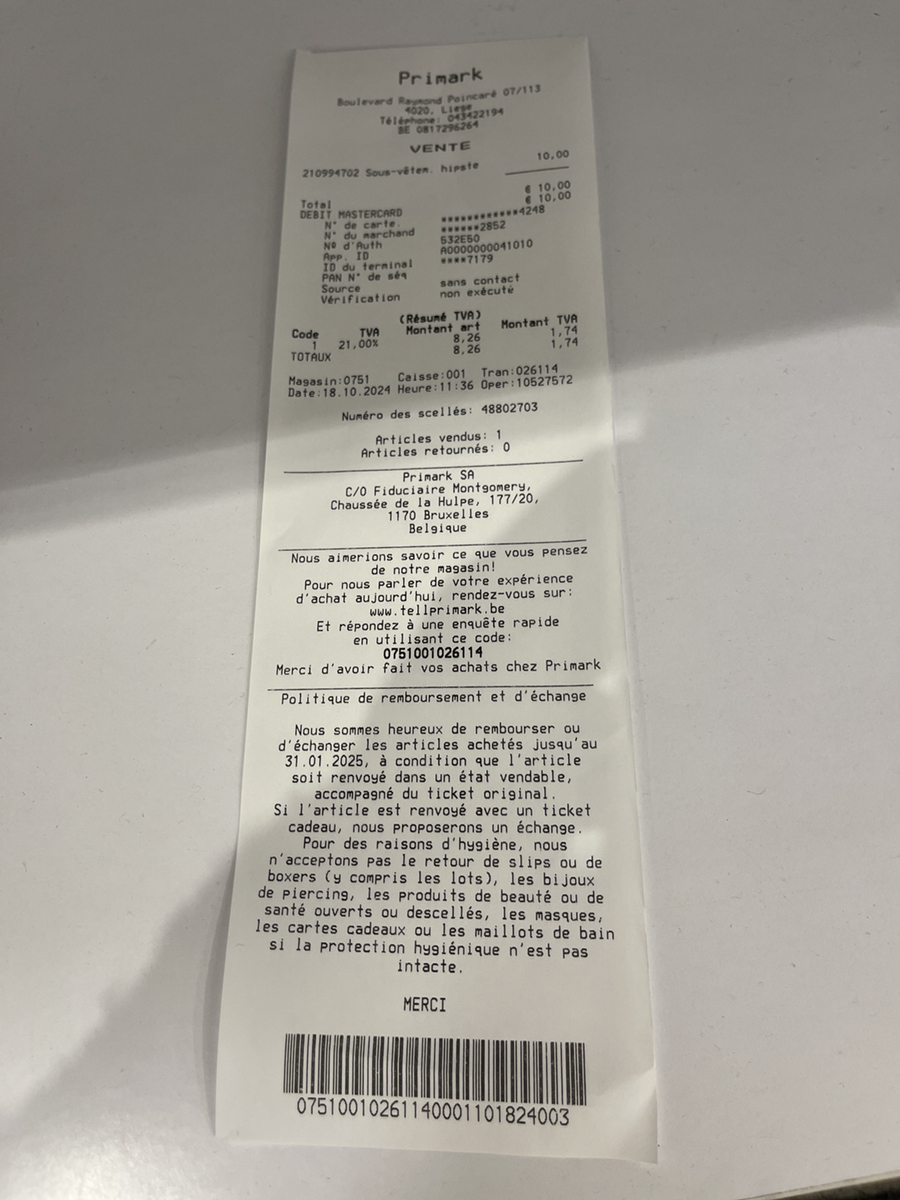 Primark
Boulevard Raymond Poincaré 07/113
4020, Liege
Téléphone: 043422194
BE 0817296264
VENTE
210994702 Sous-vêtem. hipste 10,00
Total € 10,00
DEBIT MASTERCARD € 10,00
N° de carte. ************4248
N° du marchand ******2852
Nº d'Auth 532E50
App. ID A0000000041010
ID du terminal ****7179
PAN N° de séq
Source sans contact
Vérification non exécuté
(Résumé TVA)
Code TVA Montant art Montant TVA
1 21,00% 8,26 1,74
TOTAUX 8,26 1,74
Magasin:0751 Caisse:001 Tran:026114
Date:18.10.2024 Heure:11:36 Oper:10527572
Numéro des scellés: 48802703
Articles vendus: 1
Articles retournés: 0
Primark SA
C/O Fiduciaire Montgomery,
Chaussée de la Hulpe, 177/20,
1170 Bruxelles
Belgique
Nous aimerions savoir ce que vous pensez
de notre magasin!
Pour nous parler de votre expérience
d'achat aujourd'hui, rendez-vous sur:
www.tellprimark.be
Et répondez à une enquête rapide
en utilisant ce code:
0751001026114
Merci d'avoir fait vos achats chez Primark
Politique de remboursement et d'échange
Nous sommes heureux de rembourser ou
d'échanger les articles achetés jusqu'au
31.01.2025, à condition que l'article
soit renvoyé dans un état vendable,
accompagné du ticket original.
Si l'article est renvoyé avec un ticket
cadeau, nous proposerons un échange.
Pour des raisons d'hygiène, nous
n'acceptons pas le retour de slips ou de
boxers (y compris les lots), les bijoux
de piercing, les produits de beauté ou de
santé ouverts ou descellés, les masques,
les cartes cadeaux ou les maillots de bain
si la protection hygiénique n'est pas
intacte.
MERCI
07510010261140001101824003